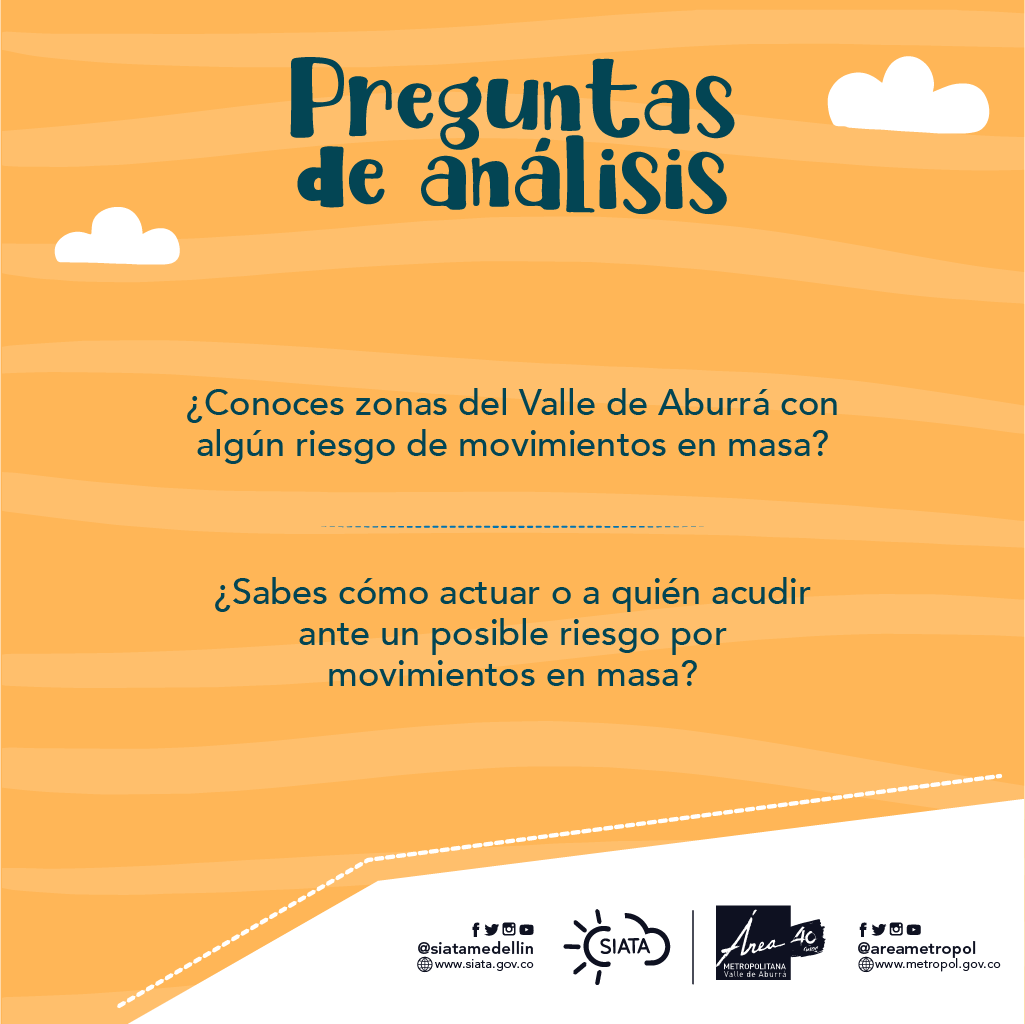 Preguntas
de análisis
¿Conoces zonas del Valle de Aburrá con
algún riesgo de movimientos en masa?
¿Sabes cómo actuar o a quién acudir
ante un posible riesgo por
movimientos en masa?
@siatamedellin
www.siata.gov.co
SIATA
Área
40
METROPOLITANA
Valle de Aburrá
@areametropol
www.metropol.gov.co